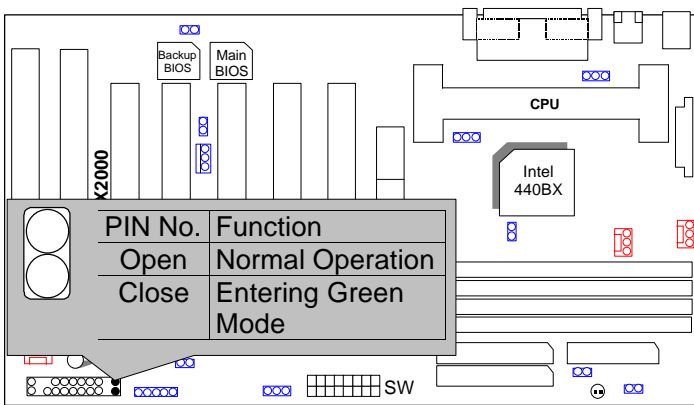 Backup
BIOS
Main
BIOS
CPU
Intel
440BX
X2000
PIN No. Function
Open Normal Operation
Close Entering Green
Mode
SW